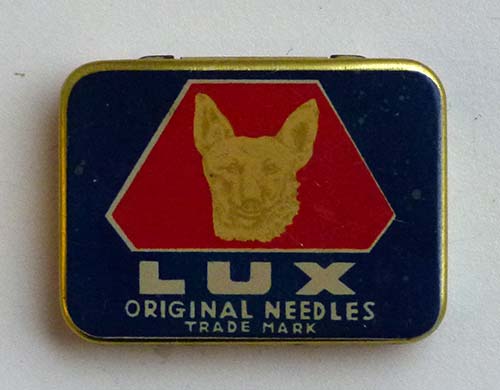 LUX
ORIGINAL NEEDLES
TRADE MARK